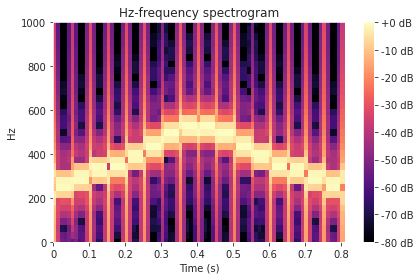 Hz-frequency spectrogram
1000
800
600
400
200
0
Hz
0
0.1
0.2
0.3
0.4
0.5
0.6
0.7
0.8
Time (s)
+0 dB
-10 dB
-20 dB
-30 dB
-40 dB
-50 dB
-60 dB
-70 dB
-80 dB